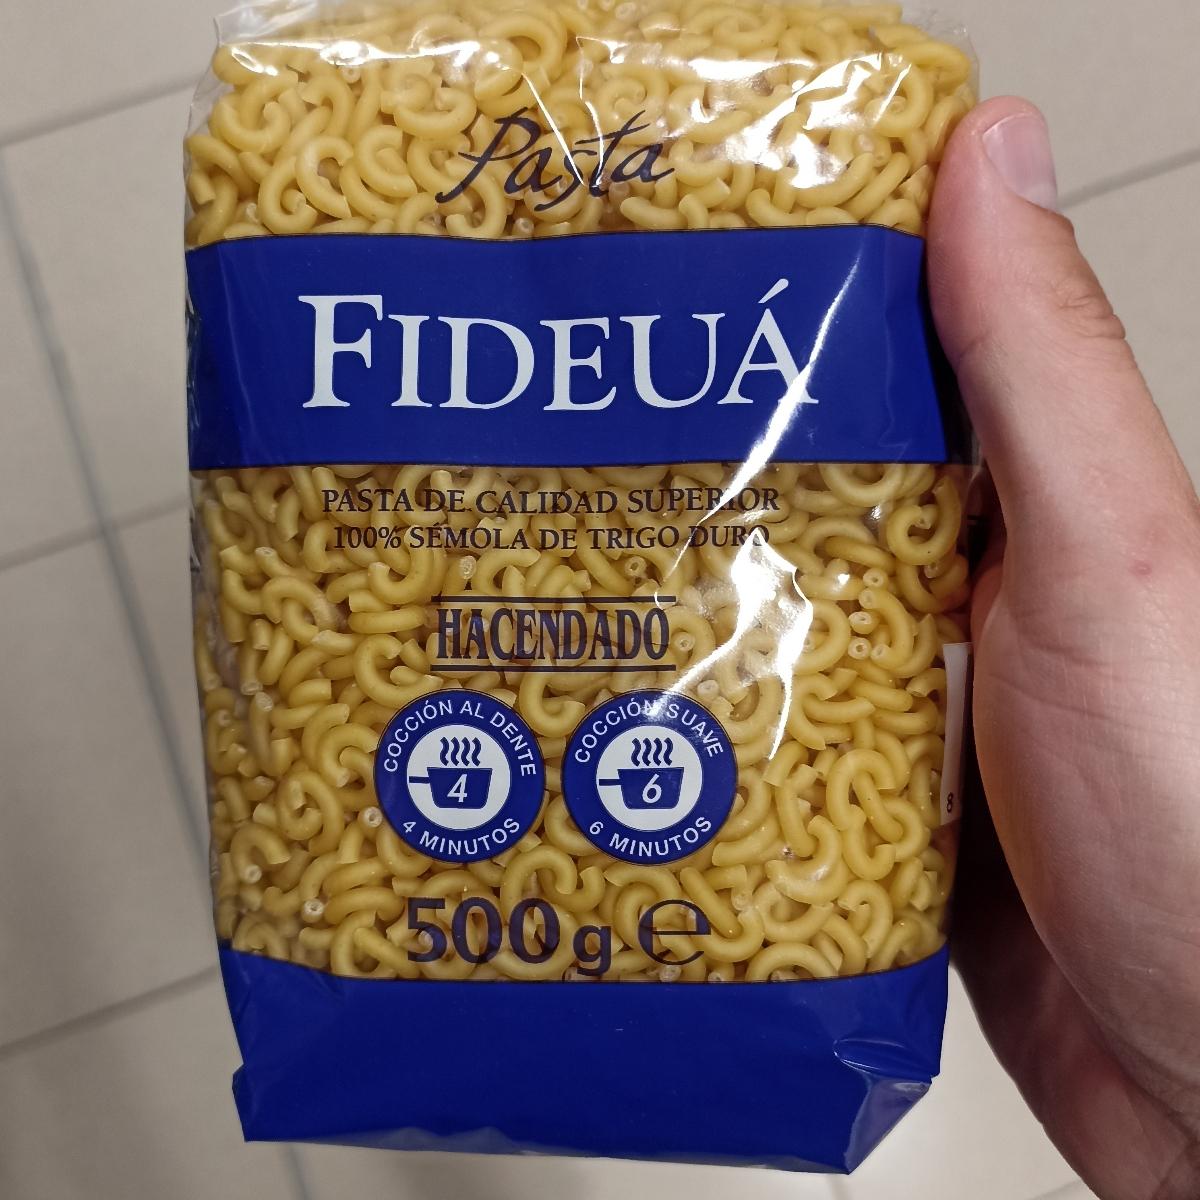 Pasta
FIDEUÁ
PASTA DE CALIDAD SUPERIOR
100% SÉMOLA DE TRIGO DURO
HACENDADO
COCCIÓN AL DENTE
4
4 MINUTOS
COCCIÓN SUAVE
6
6 MINUTOS
500g e
8